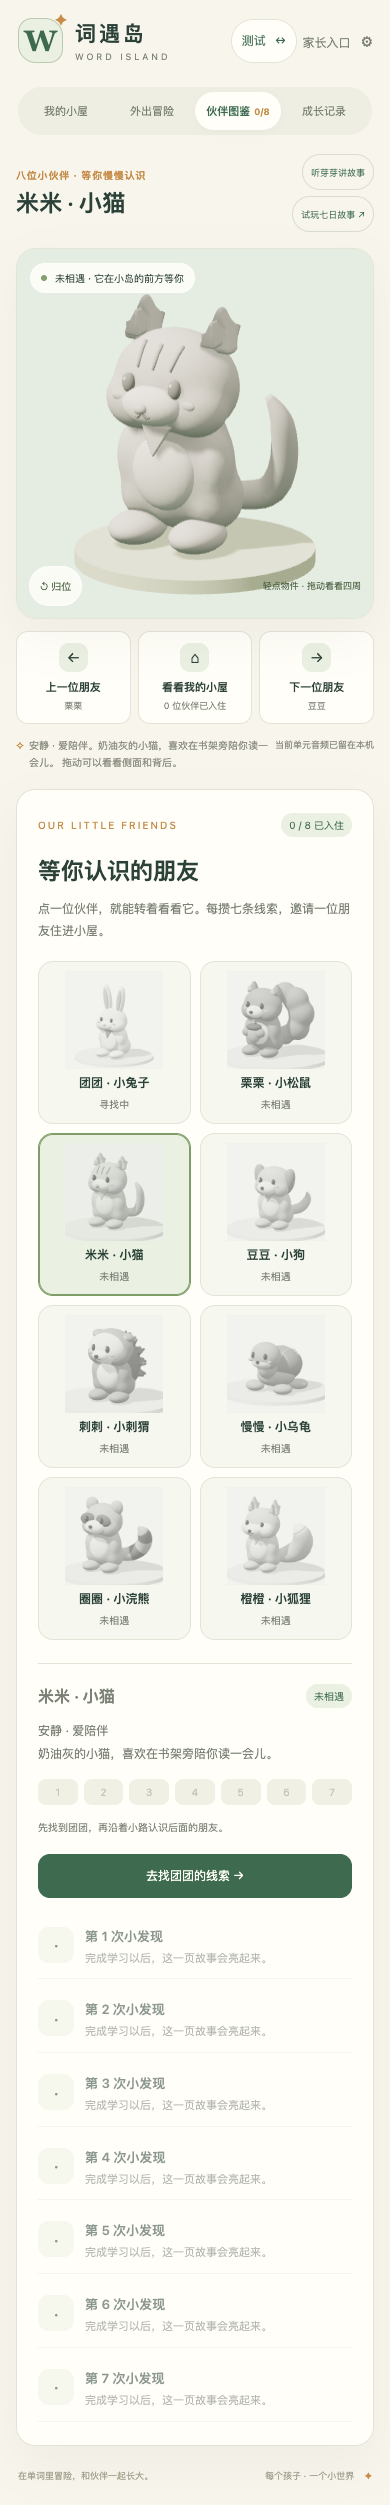 W
词遇岛
WORD ISLAND
测试 ↔
家长入口 ⚙
我的小屋
外出冒险
伙伴图鉴 0/8
成长记录
八位小伙伴 · 等你慢慢认识
米米 · 小猫
听芽芽讲故事
试玩七日故事 ↗
未相遇 · 它在小岛的前方等你
↺ 归位
轻点物件 · 拖动看看四周
←
上一位朋友
栗栗
⌂
看看我的小屋
0 位伙伴已入住
→
下一位朋友
豆豆
✧ 安静 · 爱陪伴。奶油灰的小猫，喜欢在书架旁陪你读一
会儿。 拖动可以看看侧面和背后。
当前单元音频已留在本机
OUR LITTLE FRIENDS
0 / 8 已入住
等你认识的朋友
点一位伙伴，就能转着看看它。每攒七条线索，邀请一位朋
友住进小屋。
团团 · 小兔子
寻找中
栗栗 · 小松鼠
未相遇
米米 · 小猫
未相遇
豆豆 · 小狗
未相遇
刺刺 · 小刺猬
未相遇
慢慢 · 小乌龟
未相遇
圈圈 · 小浣熊
未相遇
橙橙 · 小狐狸
未相遇
米米 · 小猫
未相遇
安静 · 爱陪伴
奶油灰的小猫，喜欢在书架旁陪你读一会儿。
1 2 3 4 5 6 7
先找到团团，再沿着小路认识后面的朋友。
去找团团的线索 →
第 1 次小发现
完成学习以后，这一页故事会亮起来。
第 2 次小发现
完成学习以后，这一页故事会亮起来。
第 3 次小发现
完成学习以后，这一页故事会亮起来。
第 4 次小发现
完成学习以后，这一页故事会亮起来。
第 5 次小发现
完成学习以后，这一页故事会亮起来。
第 6 次小发现
完成学习以后，这一页故事会亮起来。
第 7 次小发现
完成学习以后，这一页故事会亮起来。
在单词里冒险，和伙伴一起长大。
每个孩子 · 一个小世界 ✦